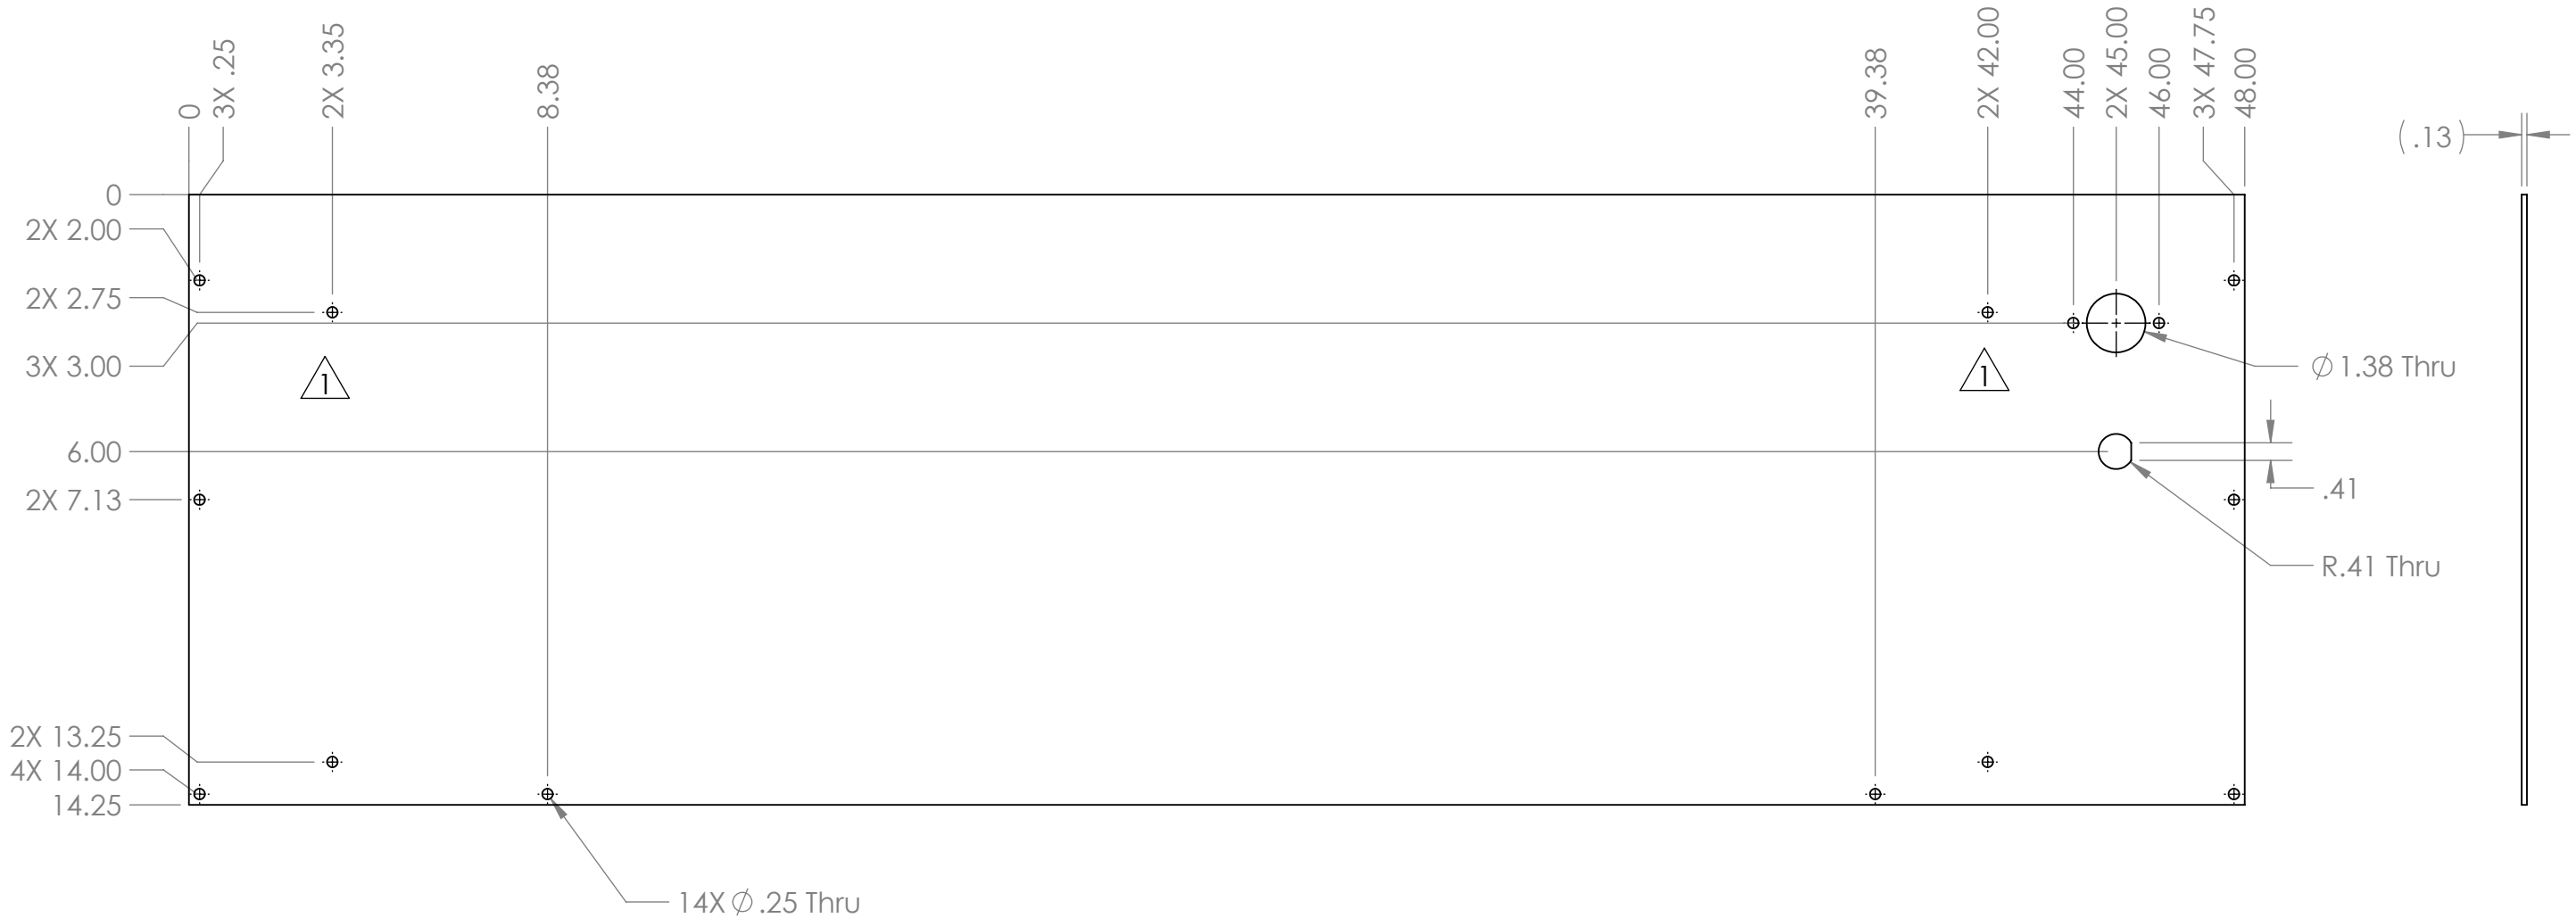 0
3X .25
2X 3.35
8.38
39.38
2X 42.00
44.00
2X 45.00
46.00
3X 47.75
48.00
(.13)
0
2X 2.00
2X 2.75
3X 3.00
1
1
⌀1.38 Thru
6.00
2X 7.13
.41
R.41 Thru
2X 13.25
4X 14.00
14.25
14X ⌀.25 Thru